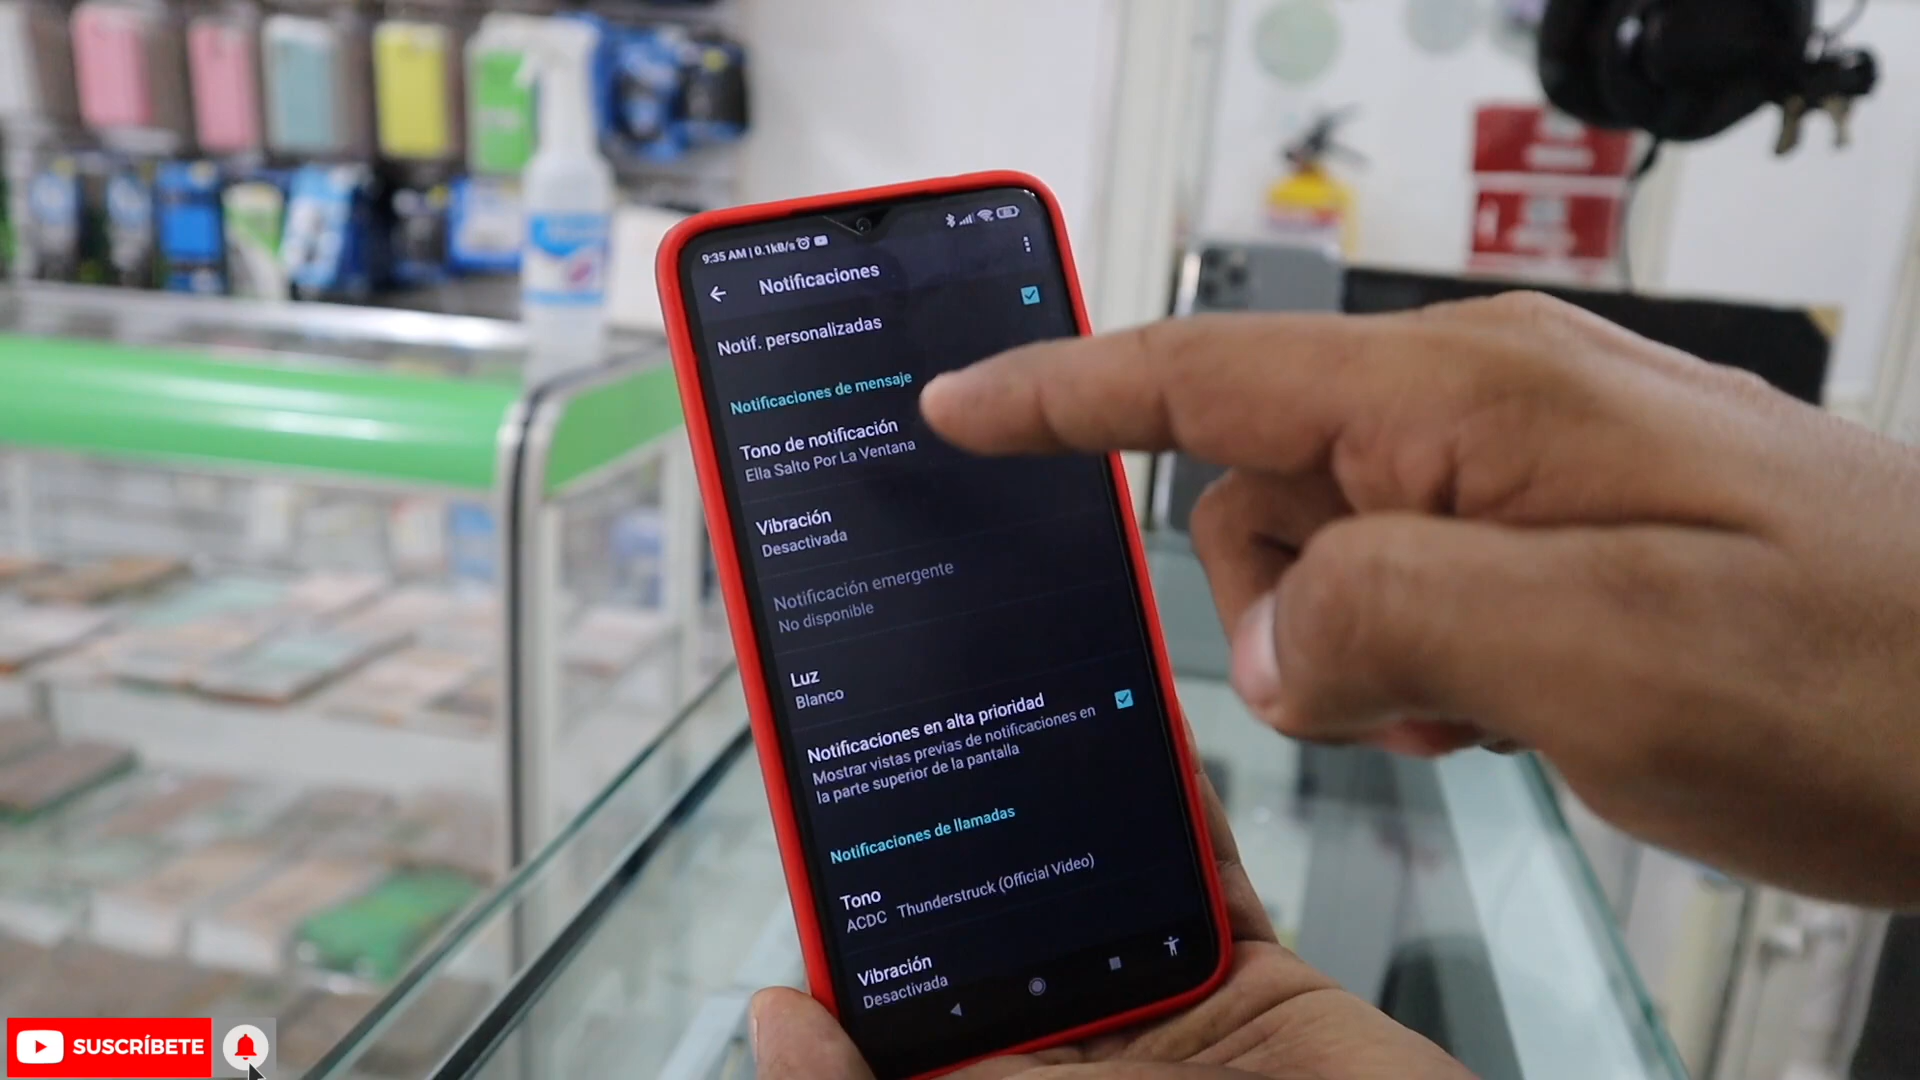 9:35 AM | 0.1kB/s
Notificaciones
Notif. personalizadas
Notificaciones de mensaje
Tono de notificación
Ella Salto Por La Ventana
Vibración
Desactivada
Notificación emergente
No disponible
Luz
Blanco
Notificaciones en alta prioridad
Mostrar vistas previas de notificaciones en
la parte superior de la pantalla
Notificaciones de llamadas
Tono
ACDC Thunderstruck (Official Video)
Vibración
Desactivada
SUSCRÍBETE